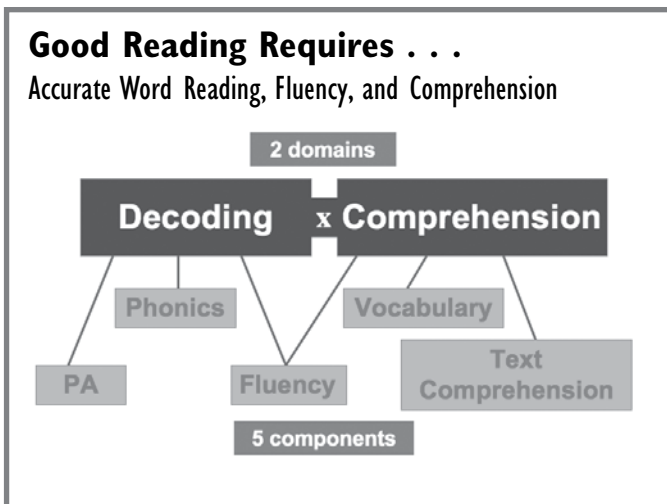 Good Reading Requires . . .
Accurate Word Reading, Fluency, and Comprehension
2 domains
Decoding x Comprehension
Phonics
Vocabulary
PA
Fluency
Text
Comprehension
5 components